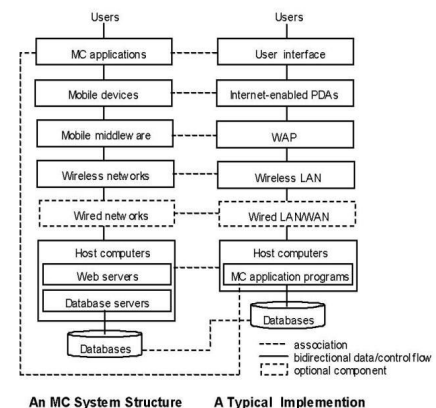 Users Users
MC applications User interface
Mobile devices Internet-enabled PDAs
Mobile middleware WAP
Wireless networks Wireless LAN
Wired networks Wired LAN/WAN
Host computers Host computers
Web servers MC application programs
Database servers
Databases
Databases
association
bidirectional data/control flow
optional component
An MC System Structure A Typical Implemention